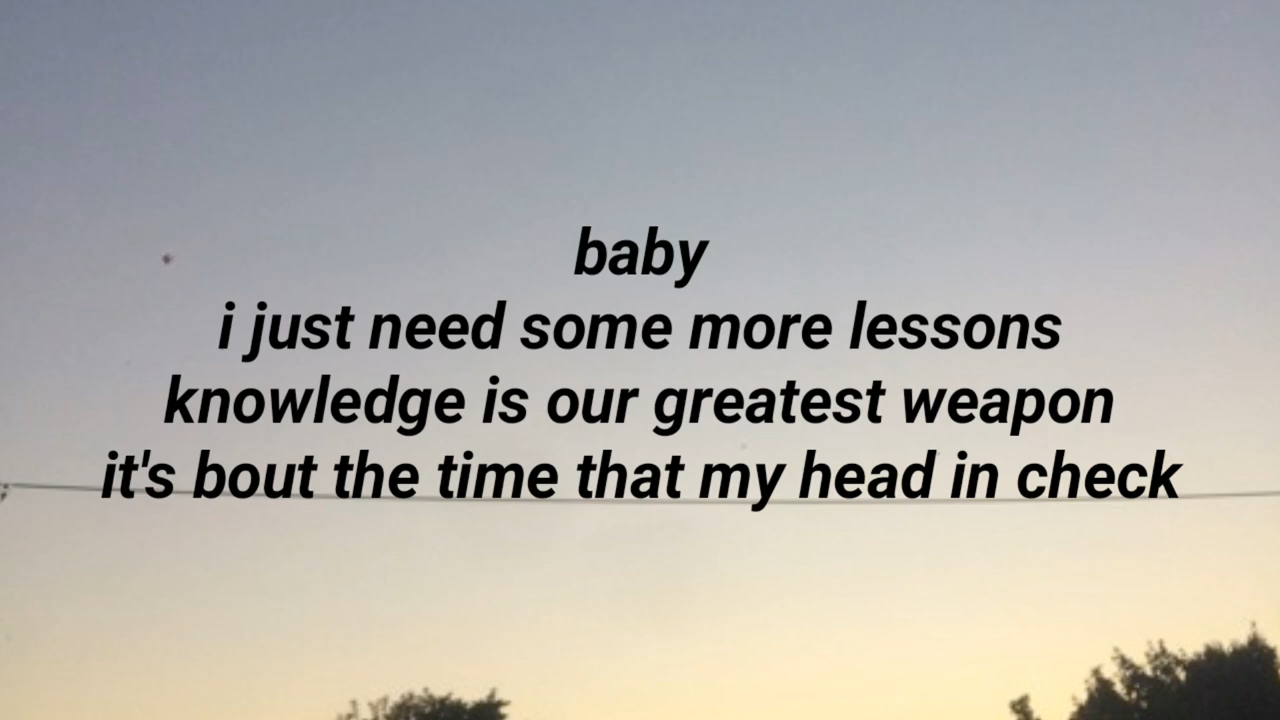 baby
i just need some more lessons
knowledge is our greatest weapon
it's bout the time that my head in check